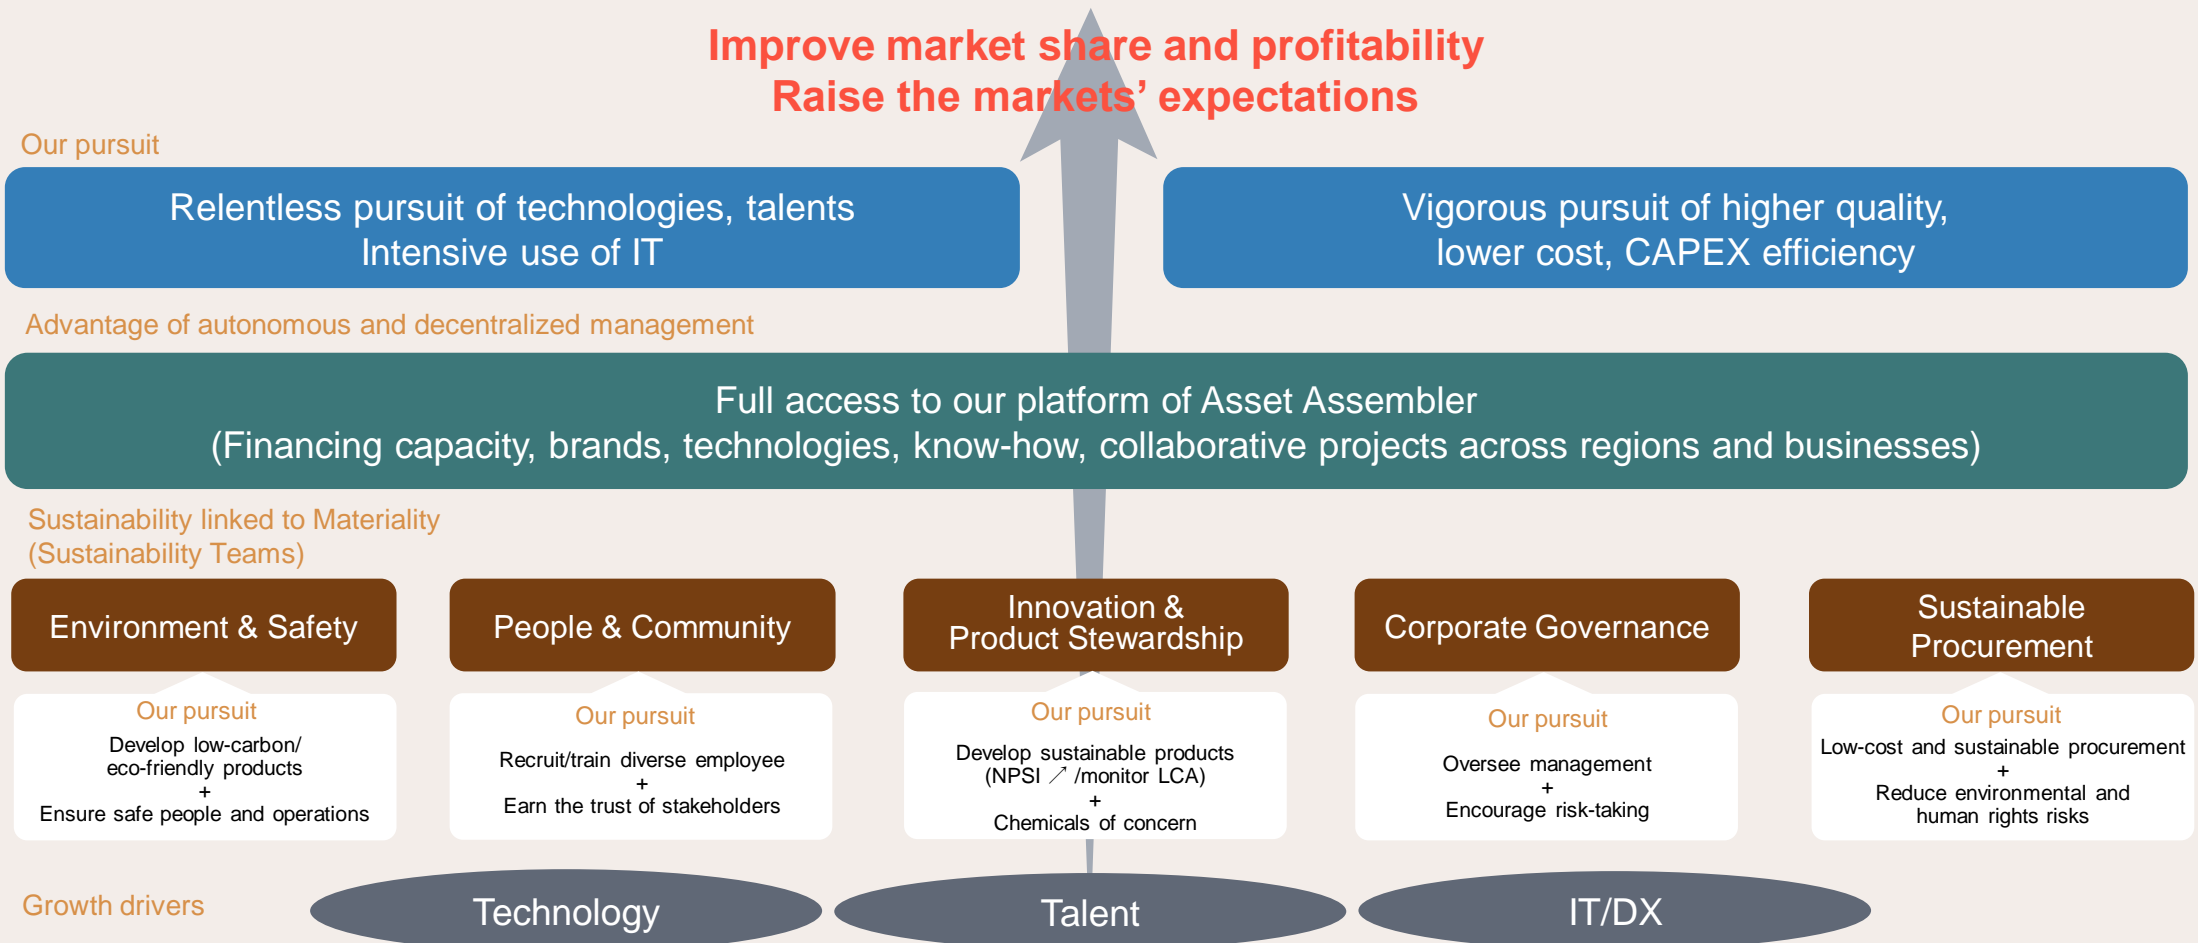 Improve market share and profitability
Raise the markets’ expectations
Our pursuit
Relentless pursuit of technologies, talents
Intensive use of IT
Vigorous pursuit of higher quality,
lower cost, CAPEX efficiency
Advantage of autonomous and decentralized management
Full access to our platform of Asset Assembler
(Financing capacity, brands, technologies, know-how, collaborative projects across regions and businesses)
Sustainability linked to Materiality
(Sustainability Teams)
Environment & Safety
Our pursuit
Develop low-carbon/
eco-friendly products
+
Ensure safe people and operations
People & Community
Our pursuit
Recruit/train diverse employee
+
Earn the trust of stakeholders
Innovation &
Product Stewardship
Our pursuit
Develop sustainable products
(NPSI ↗ /monitor LCA)
+
Chemicals of concern
Corporate Governance
Our pursuit
Oversee management
+
Encourage risk-taking
Sustainable
Procurement
Our pursuit
Low-cost and sustainable procurement
+
Reduce environmental and
human rights risks
Growth drivers
Technology
Talent
IT/DX